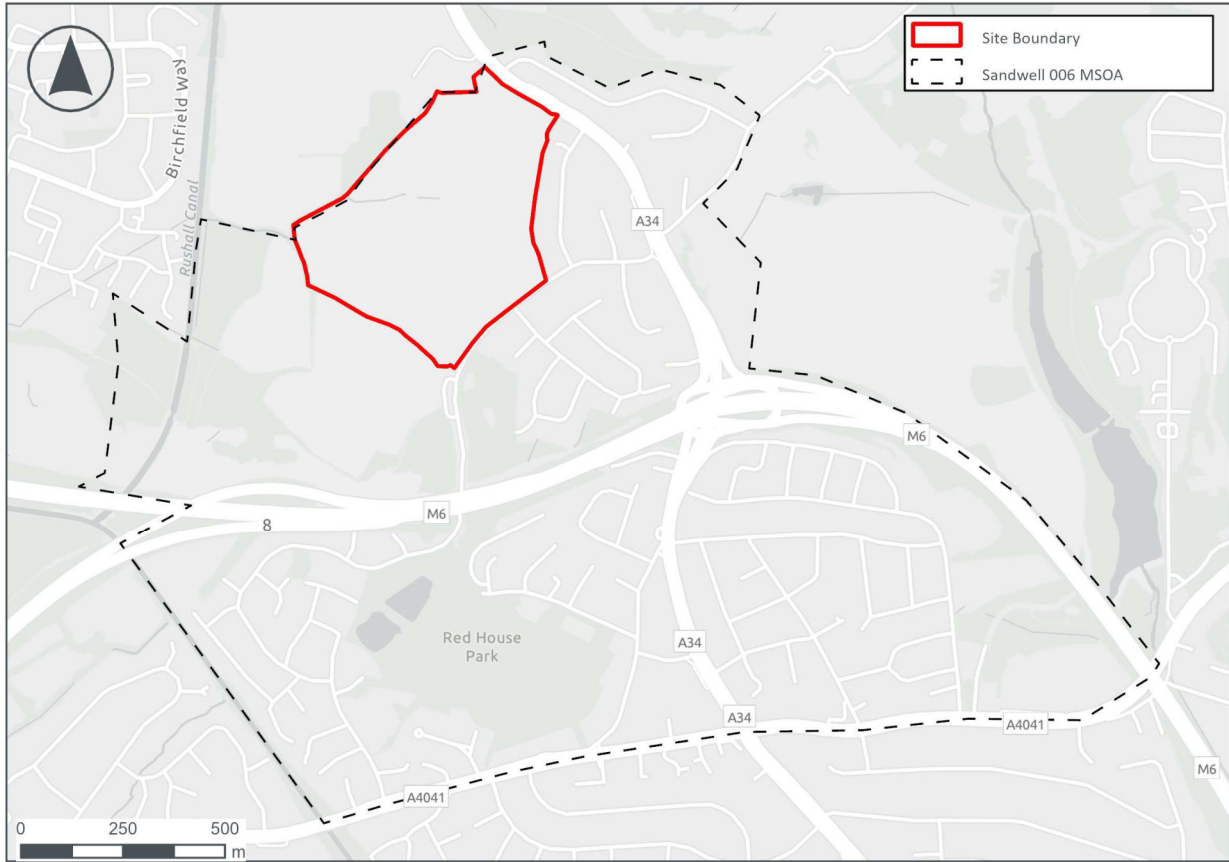 Site Boundary
Sandwell 006 MSOA
Birchfield Way
Rushall Canal
A34
M6
M6
8
Red House
Park
A34
A34
A4041
A4041
M6
0 250 500
m